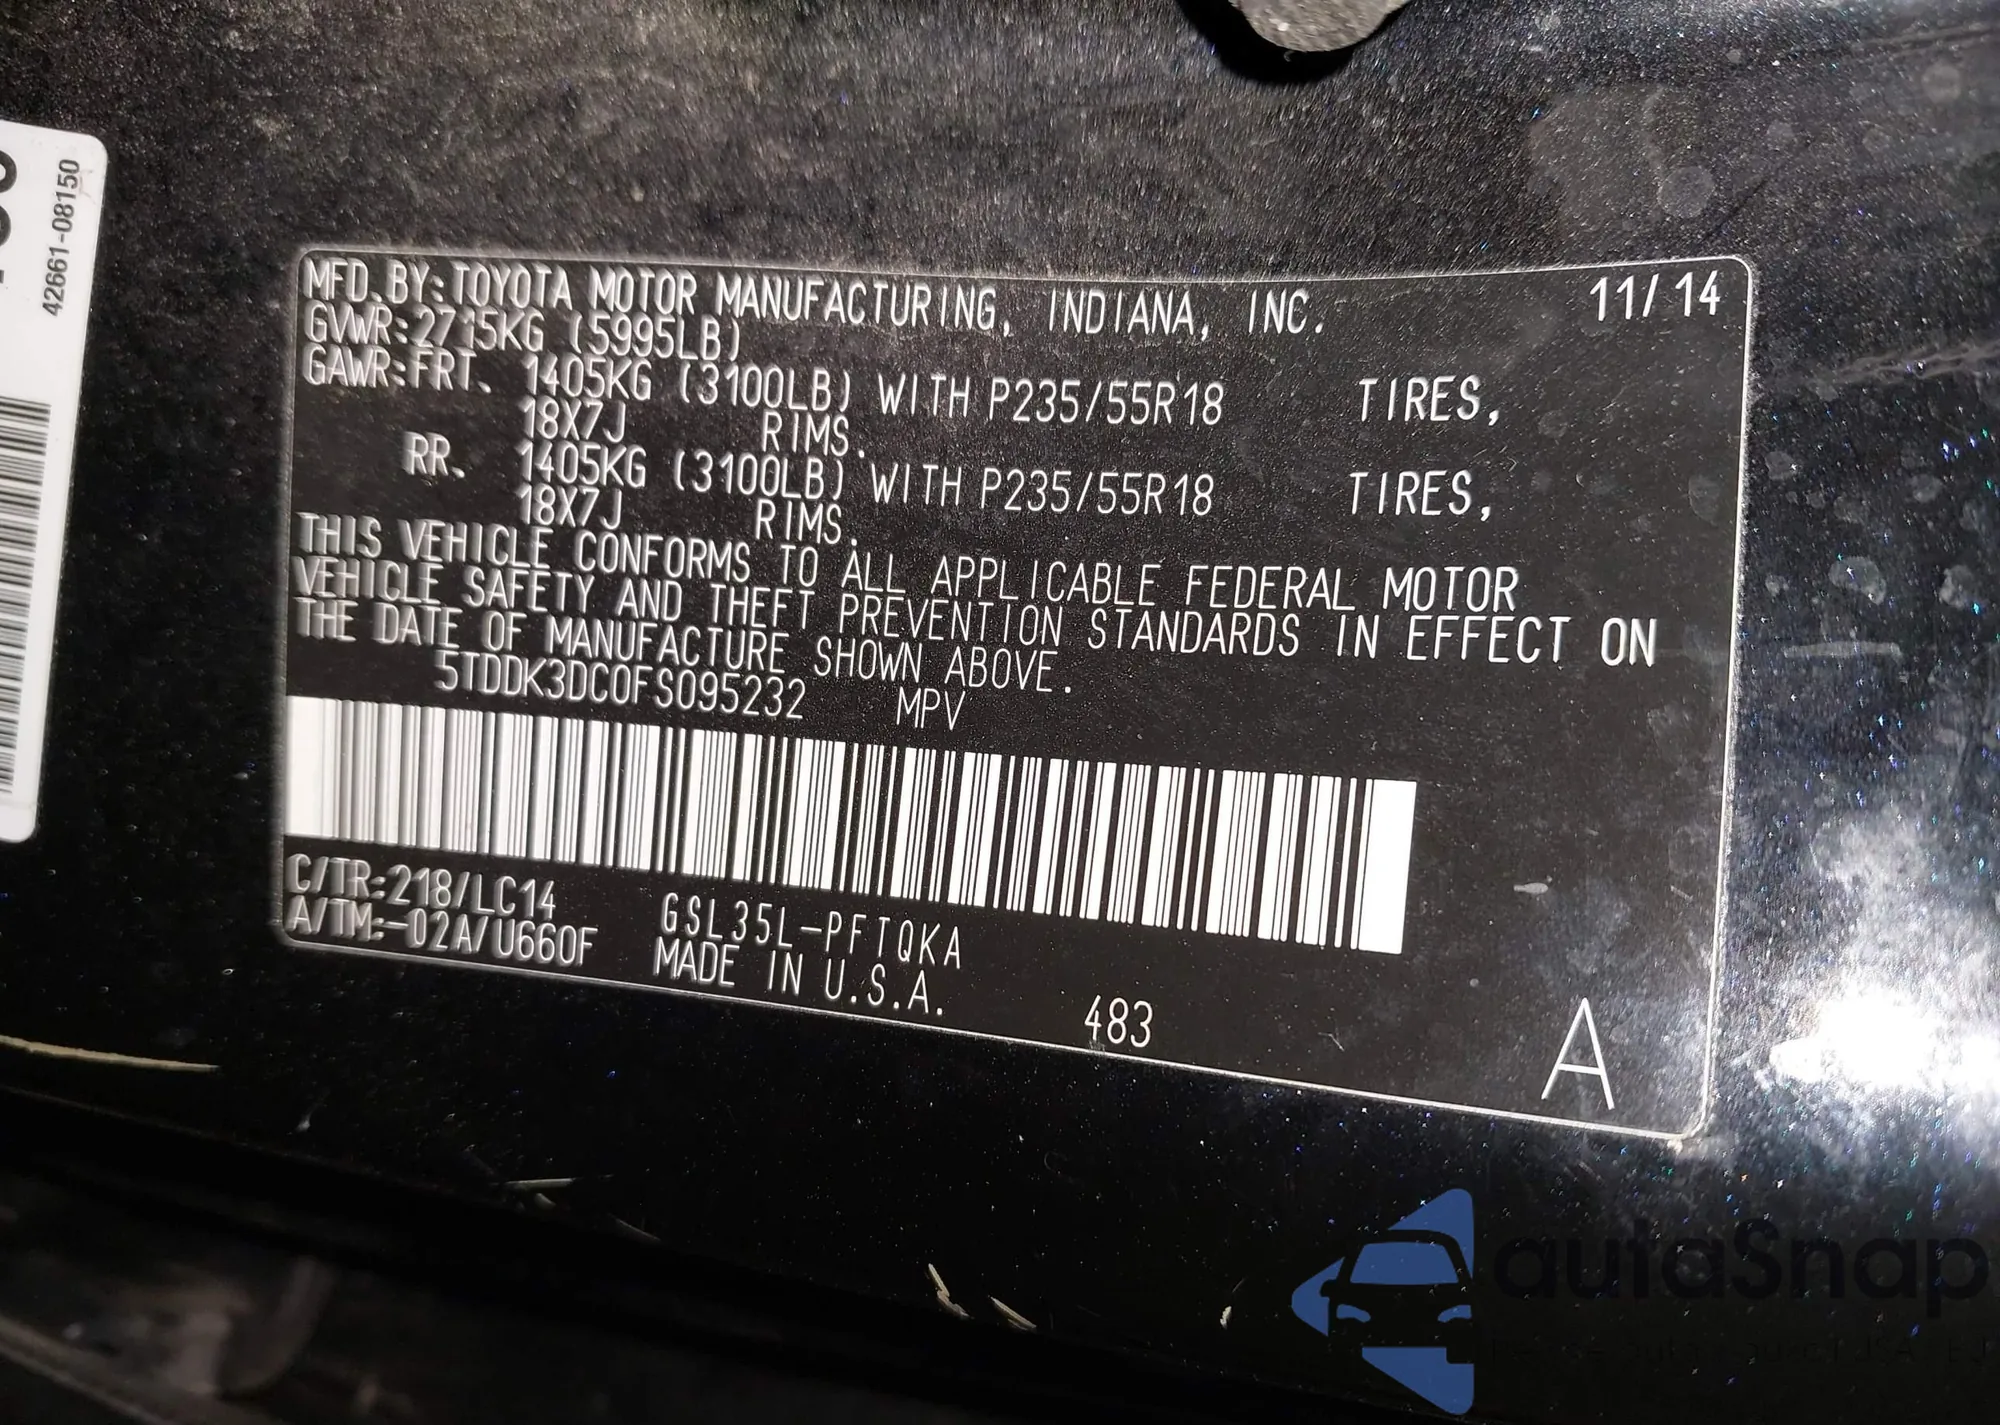 42661-08150
MFD.BY:TOYOTA MOTOR MANUFACTURING, INDIANA, INC. 11/14
GVWR:2715KG (5995LB)
GAWR:FRT. 1405KG (3100LB) WITH P235/55R18 TIRES,
18X7J RIMS.
RR. 1405KG (3100LB) WITH P235/55R18 TIRES,
18X7J RIMS.
THIS VEHICLE CONFORMS TO ALL APPLICABLE FEDERAL MOTOR
VEHICLE SAFETY AND THEFT PREVENTION STANDARDS IN EFFECT ON
THE DATE OF MANUFACTURE SHOWN ABOVE.
5TDDK3DC0FS095232 MPV
C/TR:218/LC14 GSL35L-PFTQKA
A/TM:-02A/U660F MADE IN U.S.A.
483
A
autaSnap